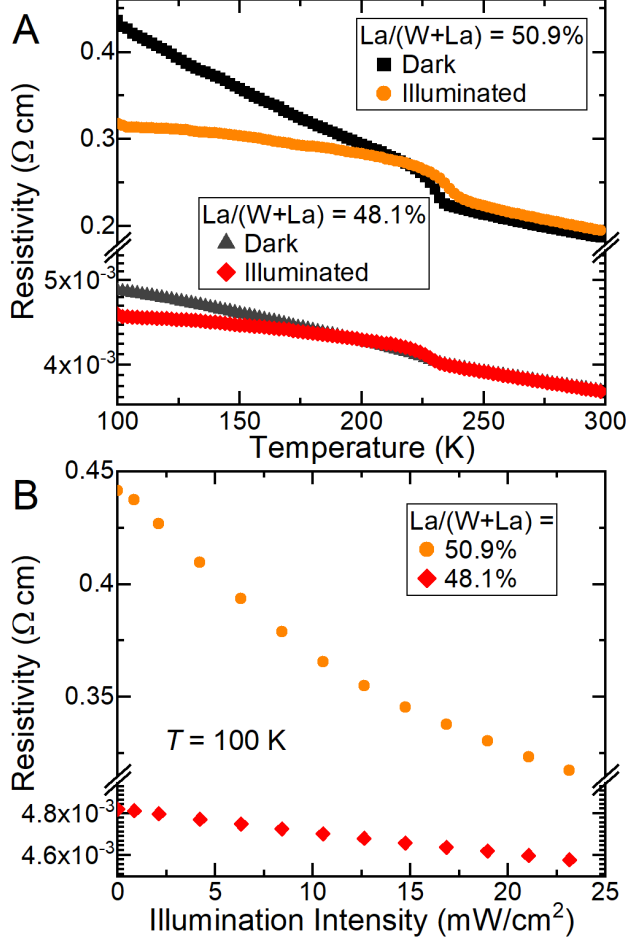 A
La/(W+La) = 50.9%
Dark
Illuminated
La/(W+La) = 48.1%
Dark
Illuminated
Resistivity (Ω cm)
0.4
0.3
0.2
5x10⁻³
4x10⁻³
100 150 200 250 300
Temperature (K)
B
La/(W+La) =
50.9%
48.1%
T = 100 K
Resistivity (Ω cm)
0.45
0.4
0.35
4.8x10⁻³
4.6x10⁻³
0 5 10 15 20 25
Illumination Intensity (mW/cm²)